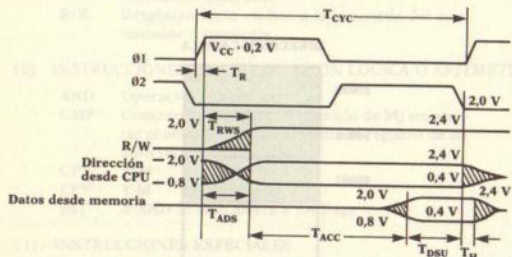 T_CYC
V_CC - 0,2 V
Ø1
T_R
Ø2
2,0 V
2,0 V
T_RWS
2,4 V
R/W
Dirección desde CPU
2,0 V
0,8 V
2,4 V
0,4 V
2,4 V
Datos desde memoria
2,0 V
0,8 V
0,4 V
T_ADS
T_ACC
T_DSU
T_H
INSTRUCCIONES ESPECIALES